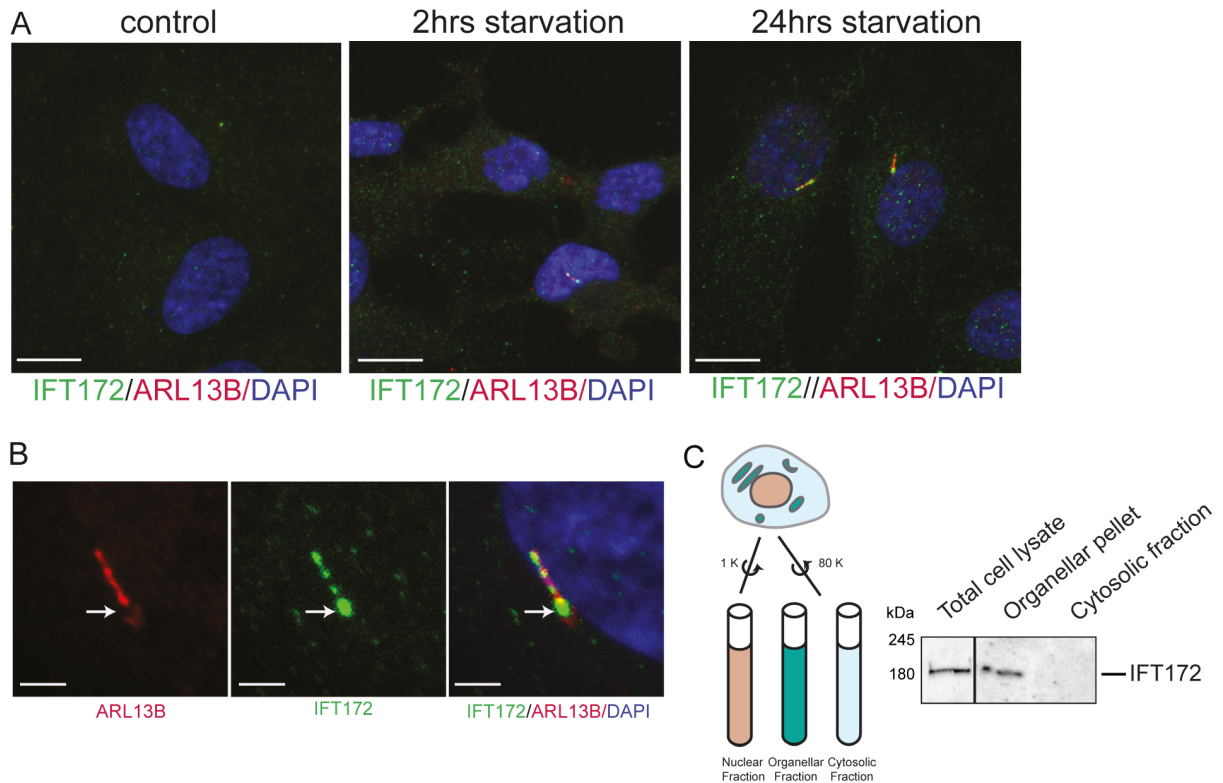 A
control
2hrs starvation
24hrs starvation
IFT172/ARL13B/DAPI
IFT172/ARL13B/DAPI
IFT172//ARL13B/DAPI
B
ARL13B
IFT172
IFT172/ARL13B/DAPI
C
1 K
80 K
Nuclear
Fraction
Organellar
Fraction
Cytosolic
Fraction
Total cell lysate
Organellar pellet
Cytosolic fraction
kDa
245
180
IFT172